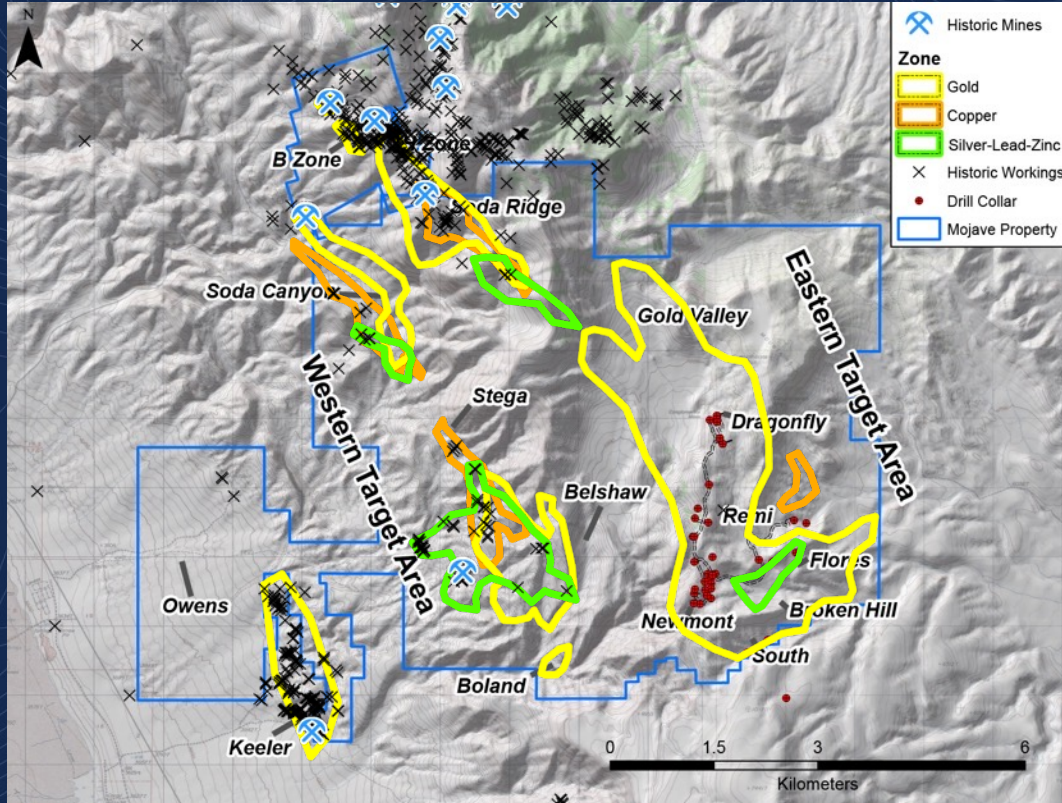 N
Historic Mines
Zone
Gold
Copper
Silver-Lead-Zinc
Historic Workings
Drill Collar
Mojave Property
B Zone
Zone
Soda Ridge
Soda Canyon
Gold Valley
Eastern Target Area
Western Target Area
Stega
Dragonfly
Belshaw
Remi
Flores
Owens
Newmont
Broken Hill
South
Boland
Keeler
0 1.5 3 6
Kilometers